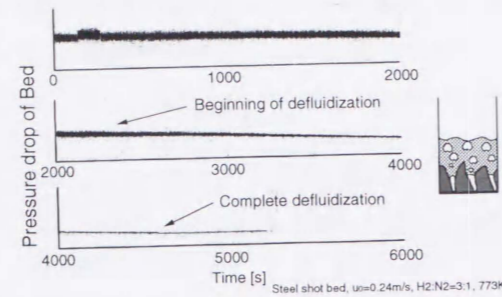 Pressure drop of Bed
0 1000 2000
Beginning of defluidization
2000 3000 4000
Complete defluidization
4000 5000 6000
Time [s]
Steel shot bed, u0=0.24m/s, H2:N2=3:1, 773K